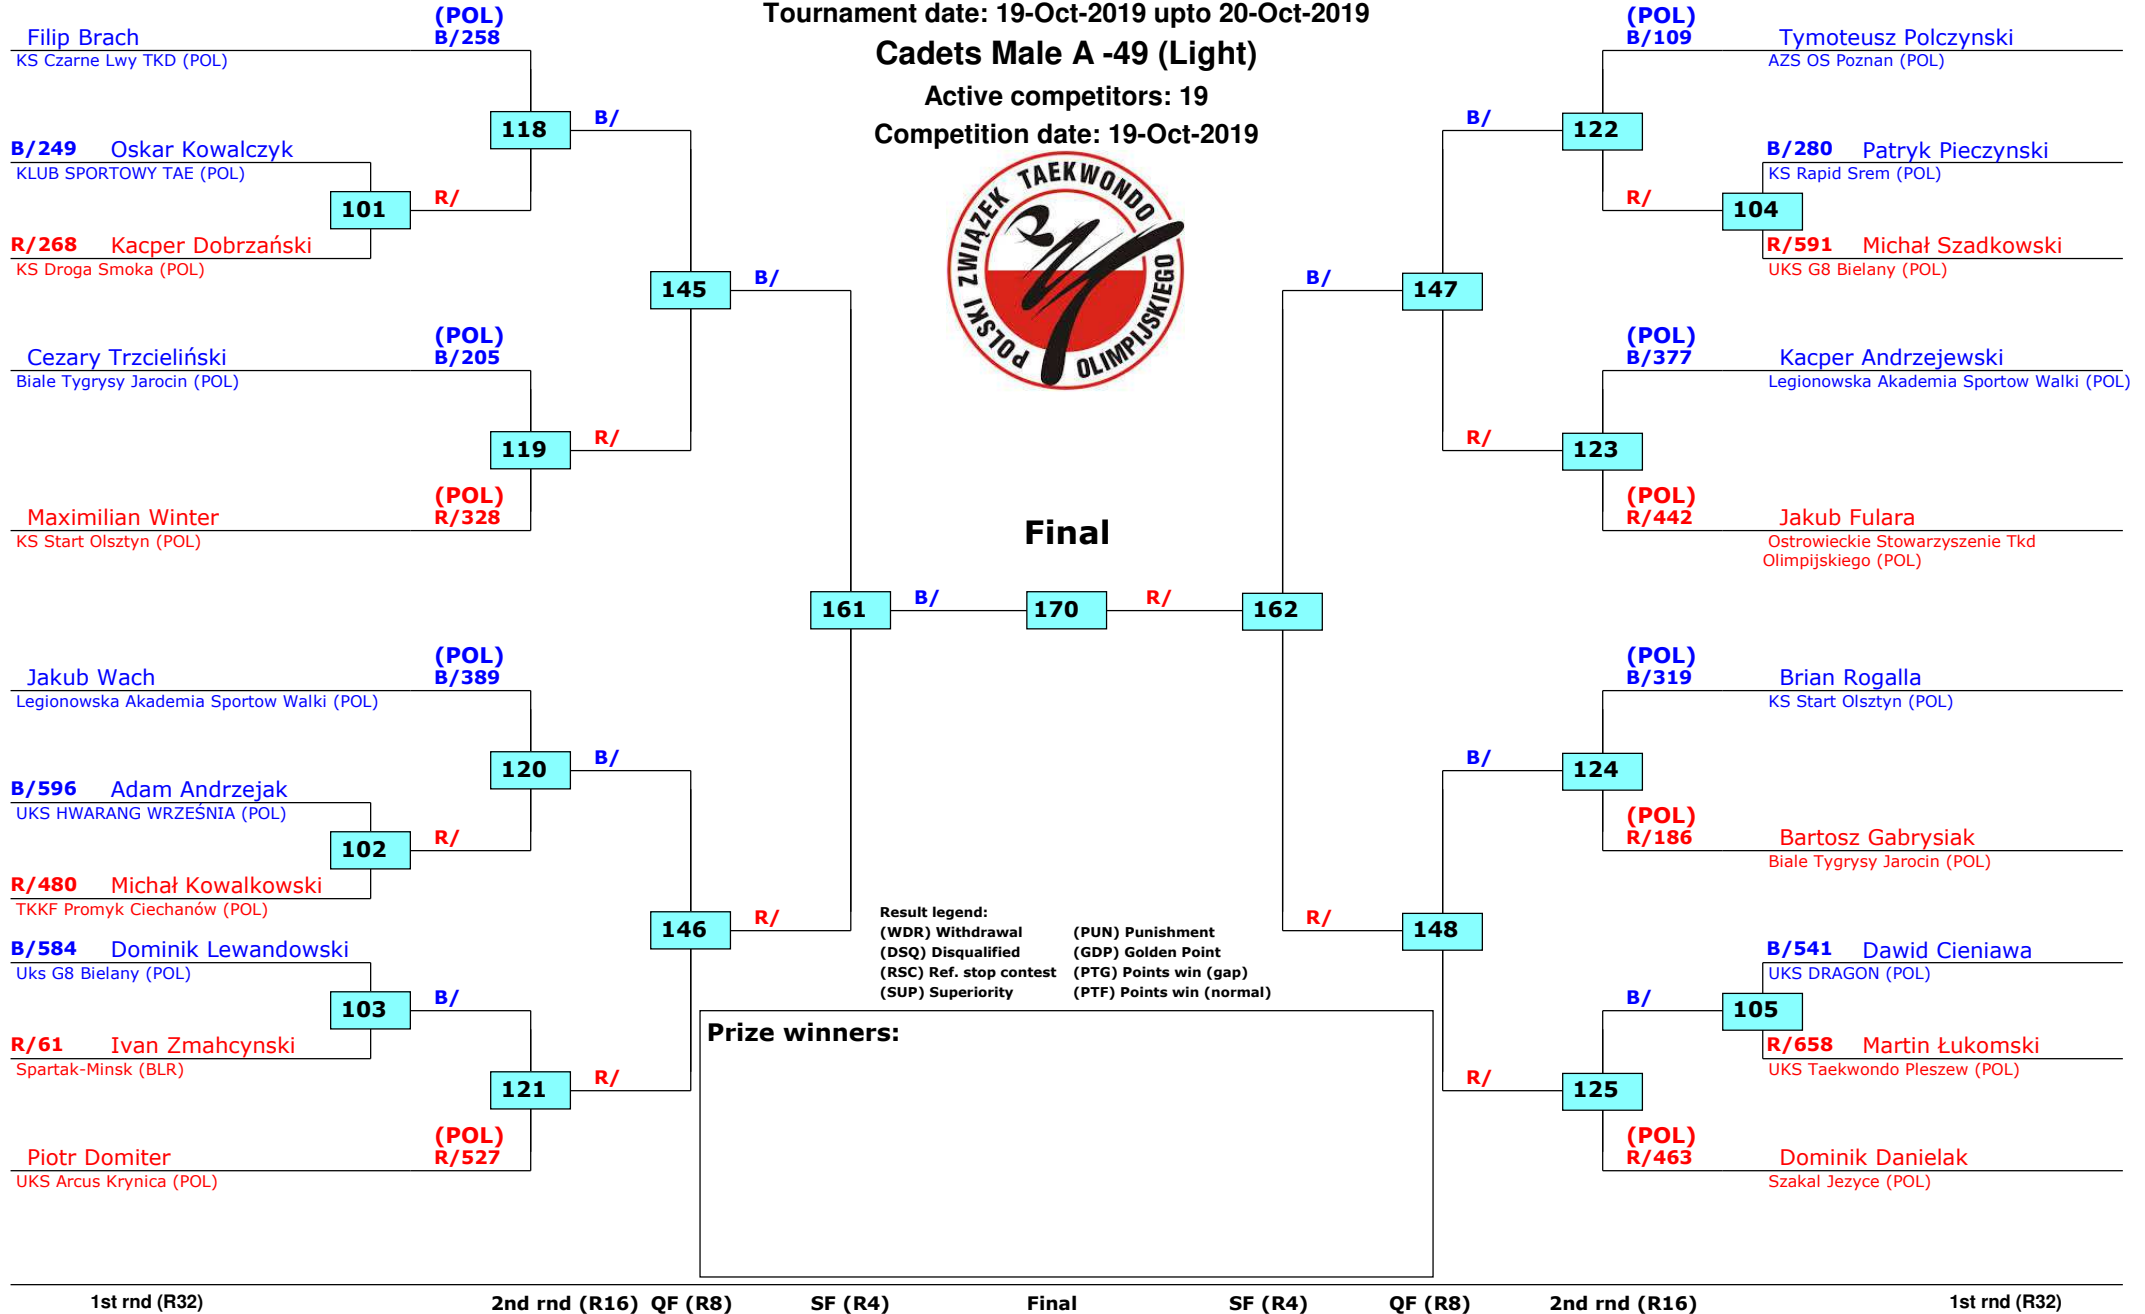 Tournament date: 19-Oct-2019 upto 20-Oct-2019
Cadets Male A -49 (Light)
Active competitors: 19
Competition date: 19-Oct-2019
POLSKI ZWIĄZEK TAEKWONDO OLIMPIJSKIEGO
(POL)
Filip Brach B/258
KS Czarne Lwy TKD (POL)
118 B/
B/249 Oskar Kowalczyk
KLUB SPORTOWY TAE (POL)
101 R/
R/268 Kacper Dobrzański
KS Droga Smoka (POL)
145 B/
(POL)
Cezary Trzcieliński B/205
Biale Tygrysy Jarocin (POL)
119 R/
(POL)
Maximilian Winter R/328
KS Start Olsztyn (POL)
161 B/
(POL)
Jakub Wach B/389
Legionowska Akademia Sportow Walki (POL)
120 B/
B/596 Adam Andrzejak
UKS HWARANG WRZEŚNIA (POL)
102 R/
R/480 Michał Kowalkowski
TKKF Promyk Ciechanów (POL)
146 R/
B/584 Dominik Lewandowski
Uks G8 Bielany (POL)
103 B/
R/61 Ivan Zmahcynski
Spartak-Minsk (BLR)
121 R/
(POL)
Piotr Domiter R/527
UKS Arcus Krynica (POL)
Final
170
(POL)
B/109 Tymoteusz Polczynski
AZS OS Poznan (POL)
B/ 122
B/280 Patryk Pieczynski
KS Rapid Srem (POL)
R/ 104
R/591 Michał Szadkowski
UKS G8 Bielany (POL)
B/ 147
(POL)
B/377 Kacper Andrzejewski
Legionowska Akademia Sportow Walki (POL)
R/ 123
(POL)
R/442 Jakub Fulara
Ostrowieckie Stowarzyszenie Tkd
Olimpijskiego (POL)
R/ 162
(POL)
B/319 Brian Rogalla
KS Start Olsztyn (POL)
B/ 124
(POL)
R/186 Bartosz Gabrysiak
Biale Tygrysy Jarocin (POL)
R/ 148
B/541 Dawid Cieniawa
UKS DRAGON (POL)
B/ 105
R/658 Martin Łukomski
UKS Taekwondo Pleszew (POL)
R/ 125
(POL)
R/463 Dominik Danielak
Szakal Jezyce (POL)
Result legend:
(WDR) Withdrawal (PUN) Punishment
(DSQ) Disqualified (GDP) Golden Point
(RSC) Ref. stop contest (PTG) Points win (gap)
(SUP) Superiority (PTF) Points win (normal)
Prize winners:
1st rnd (R32) 2nd rnd (R16) QF (R8) SF (R4) Final SF (R4) QF (R8) 2nd rnd (R16) 1st rnd (R32)